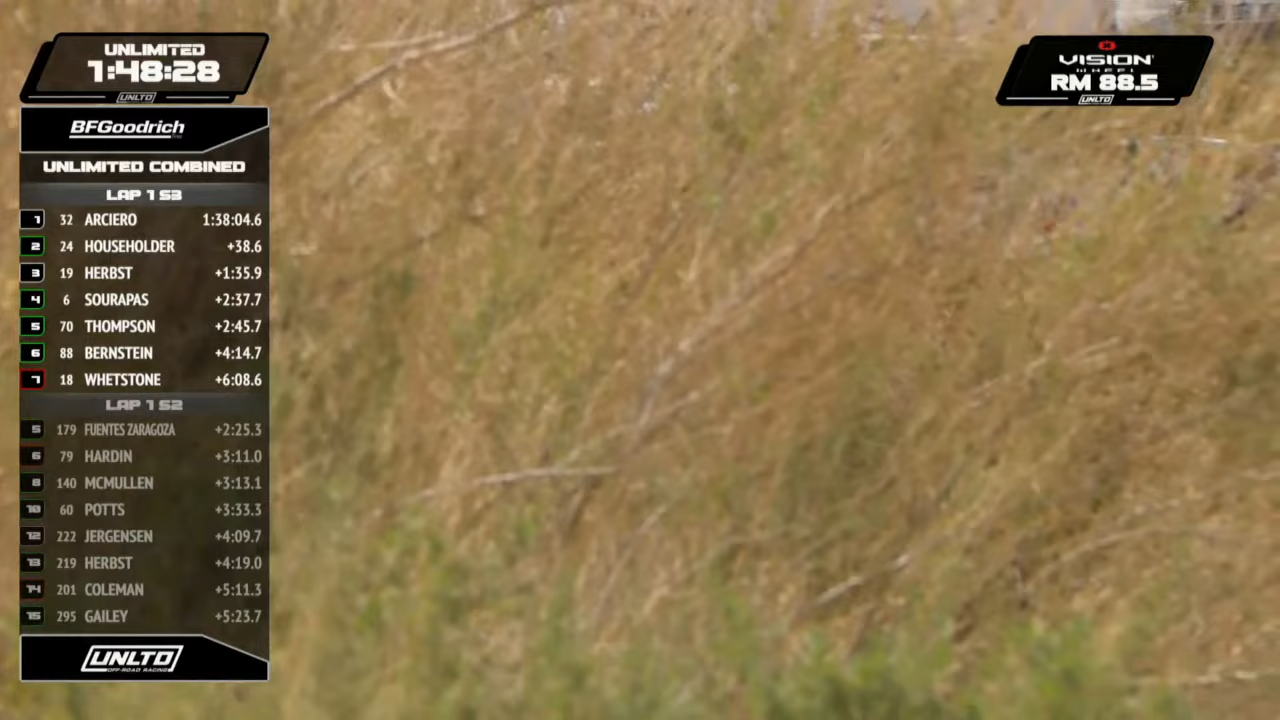 UNLIMITED
1:48:28
UNLTD
BFGoodrich
UNLIMITED COMBINED
LAP 1 S3
1 32 ARCIERO 1:38:04.6
2 24 HOUSEHOLDER +38.6
3 19 HERBST +1:35.9
4 6 SOURAPAS +2:37.7
5 70 THOMPSON +2:45.7
6 88 BERNSTEIN +4:14.7
7 18 WHETSTONE +6:08.6
LAP 1 S2
5 179 FUENTES ZARAGOZA +2:25.3
6 79 HARDIN +3:11.0
8 140 MCMULLEN +3:13.1
10 60 POTTS +3:33.3
12 222 JERGENSEN +4:09.7
13 219 HERBST +4:19.0
14 201 COLEMAN +5:11.3
15 295 GAILEY +5:23.7
UNLTD
OFF-ROAD RACING
VISION
WHEEL
RM 88.5
UNLTD